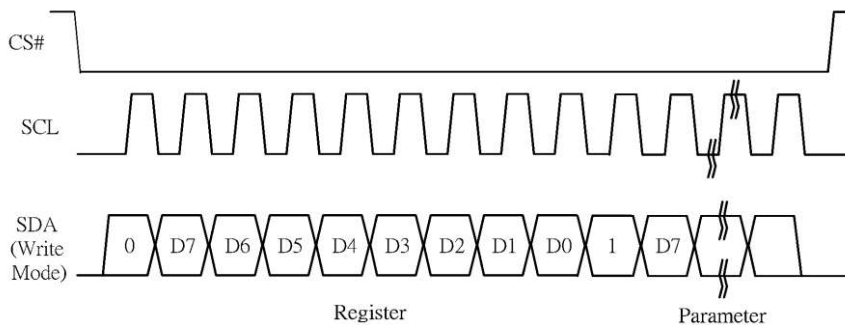 CS#
SCL
SDA
(Write
Mode)
0 D7 D6 D5 D4 D3 D2 D1 D0 1 D7
Register Parameter